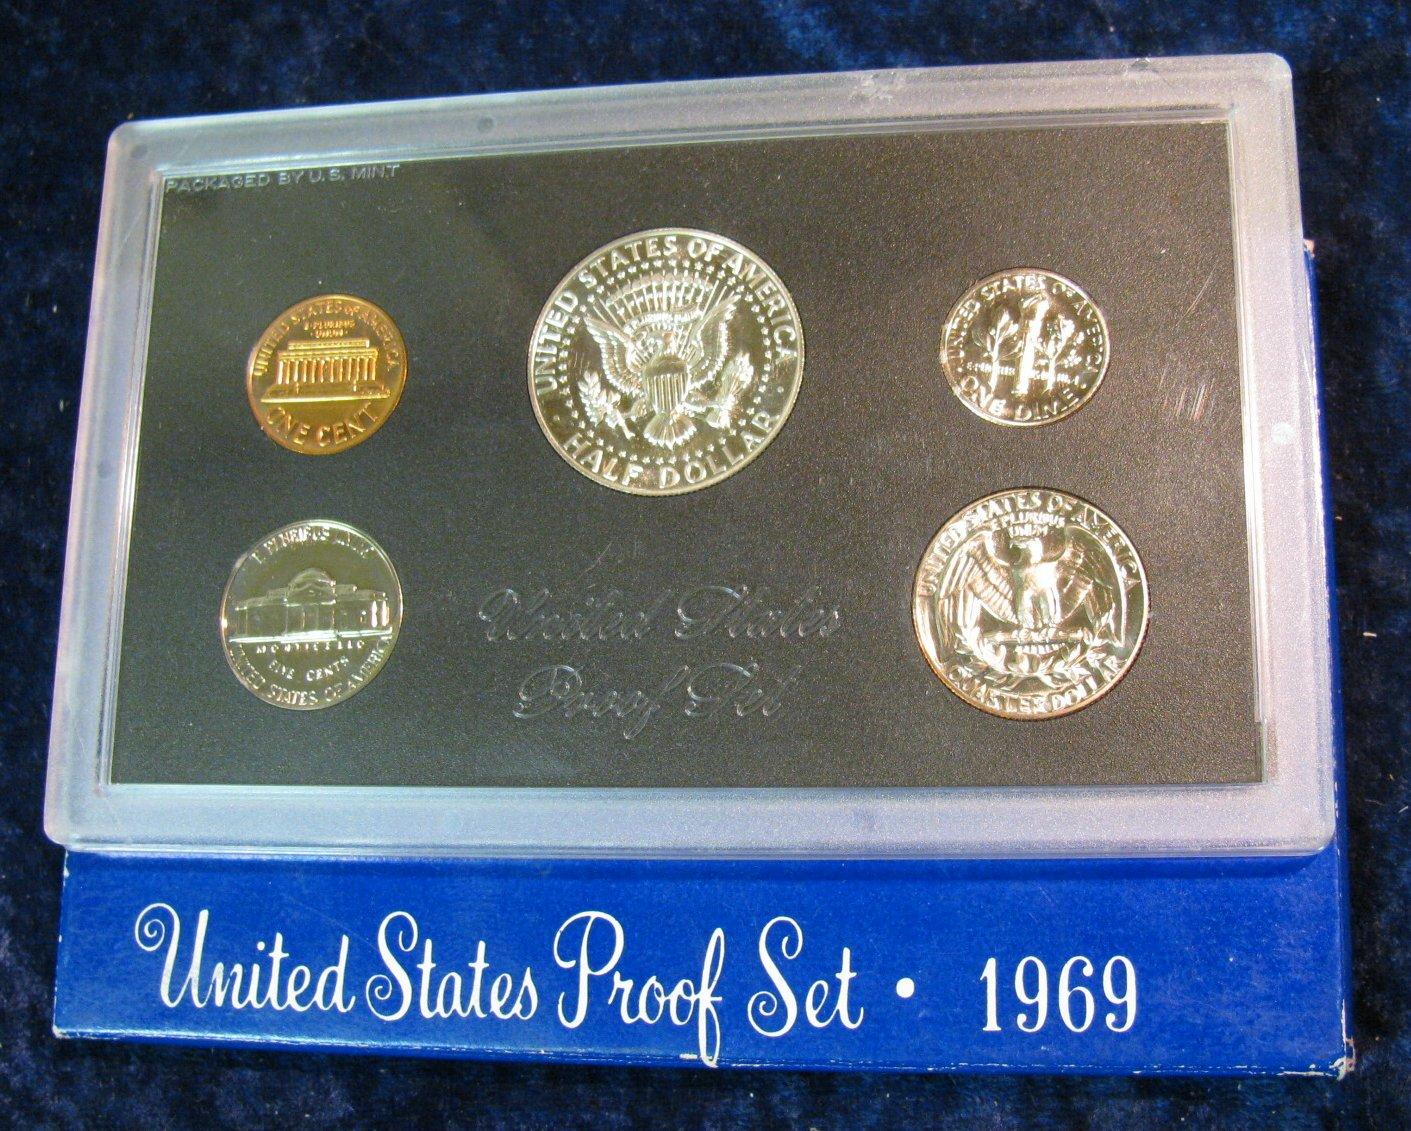 PACKAGED BY U.S. MINT
UNITED STATES OF AMERICA
E·PLURIBUS
·UNUM·
ONE CENT
UNITED STATES OF AMERICA
HALF DOLLAR
UNITED STATES OF AMERICA
ONE DIME
E PLURIBUS UNUM
MONTICELLO
FIVE CENTS
UNITED STATES OF AMERICA
UNITED STATES OF AMERICA
E PLURIBUS
UNUM
QUARTER DOLLAR
United States
Proof Set
United States Proof Set · 1969